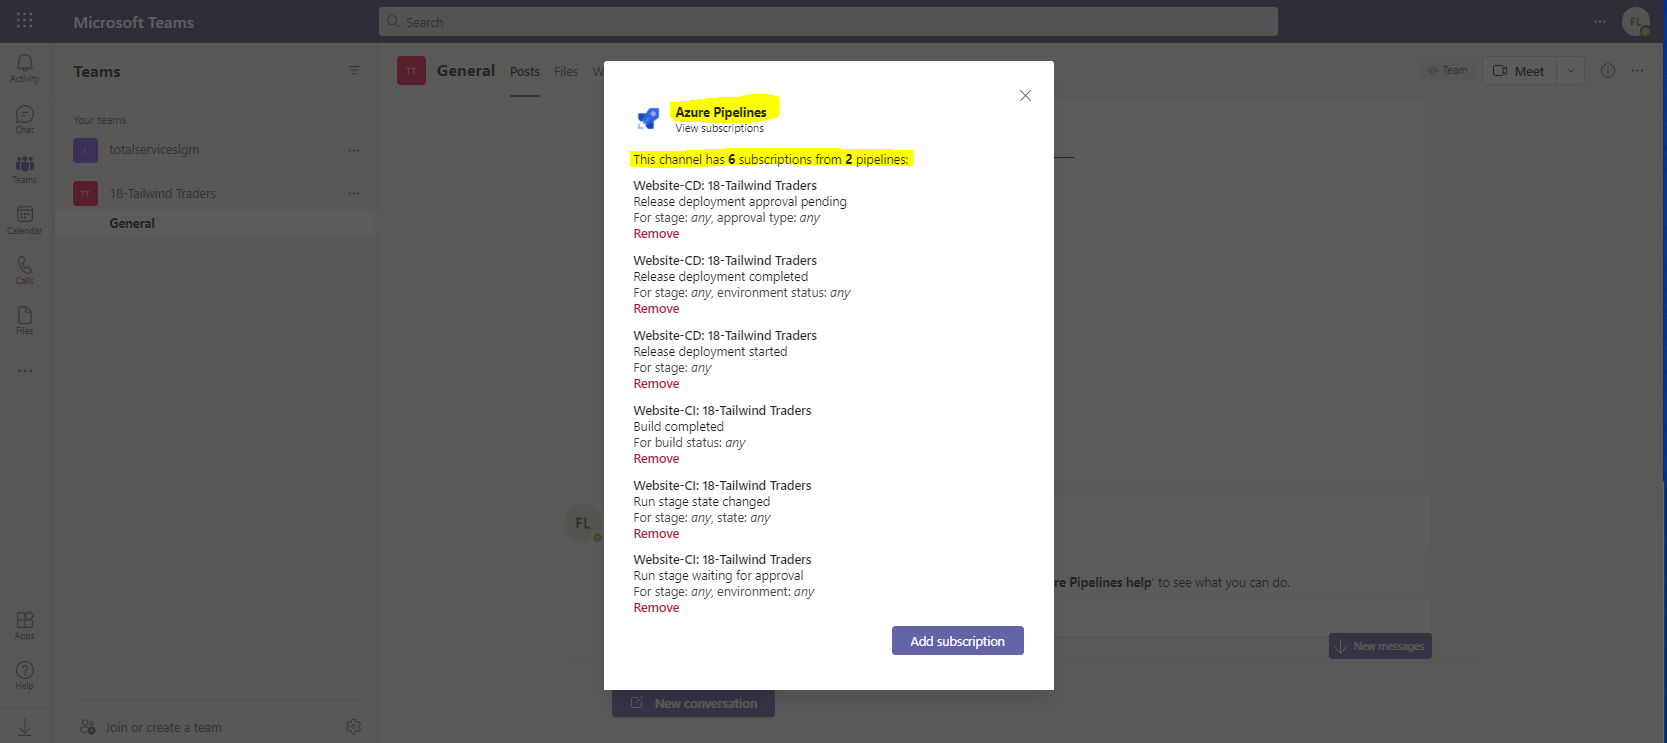 Microsoft Teams
Search
FL
Activity
Chat
Teams
Calendar
Calls
Files
Apps
Help
Teams
Your teams
t
totalserviceslgm
TT
18-Tailwind Traders
General
Join or create a team
TT
General
Posts
Files
W
Team
Meet
Azure Pipelines
View subscriptions
This channel has 6 subscriptions from 2 pipelines:
Website-CD: 18-Tailwind Traders
Release deployment approval pending
For stage: any, approval type: any
Remove
Website-CD: 18-Tailwind Traders
Release deployment completed
For stage: any, environment status: any
Remove
Website-CD: 18-Tailwind Traders
Release deployment started
For stage: any
Remove
Website-CI: 18-Tailwind Traders
Build completed
For build status: any
Remove
Website-CI: 18-Tailwind Traders
Run stage state changed
For stage: any, state: any
Remove
Website-CI: 18-Tailwind Traders
Run stage waiting for approval
For stage: any, environment: any
Remove
Add subscription
FL
re Pipelines help' to see what you can do.
New messages
New conversation